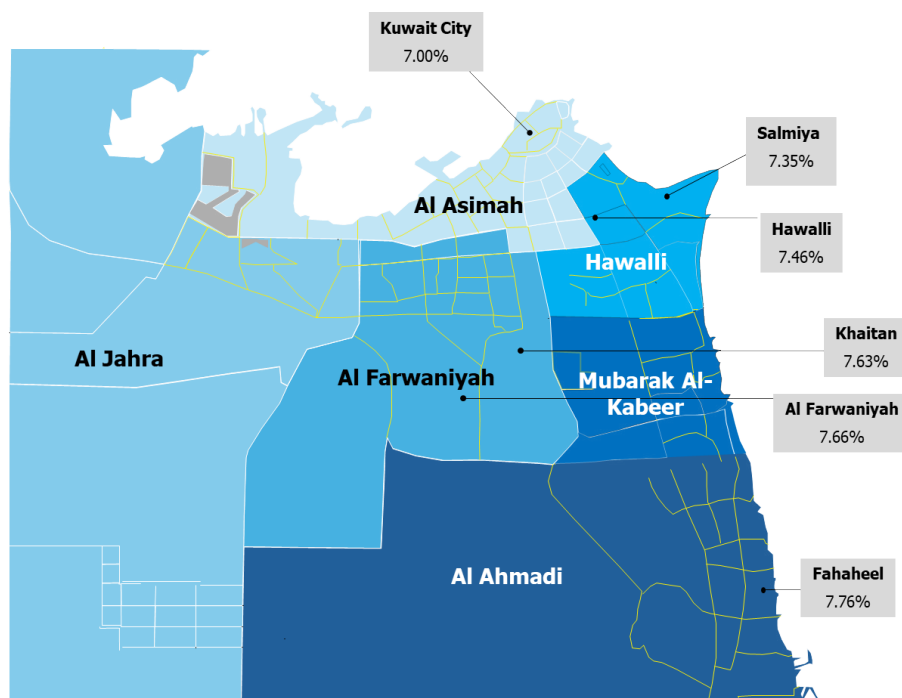 Kuwait City
7.00%
Salmiya
7.35%
Al Asimah
Hawalli
7.46%
Hawalli
Khaitan
7.63%
Al Jahra
Al Farwaniyah
Mubarak Al-
Kabeer
Al Farwaniyah
7.66%
Al Ahmadi
Fahaheel
7.76%